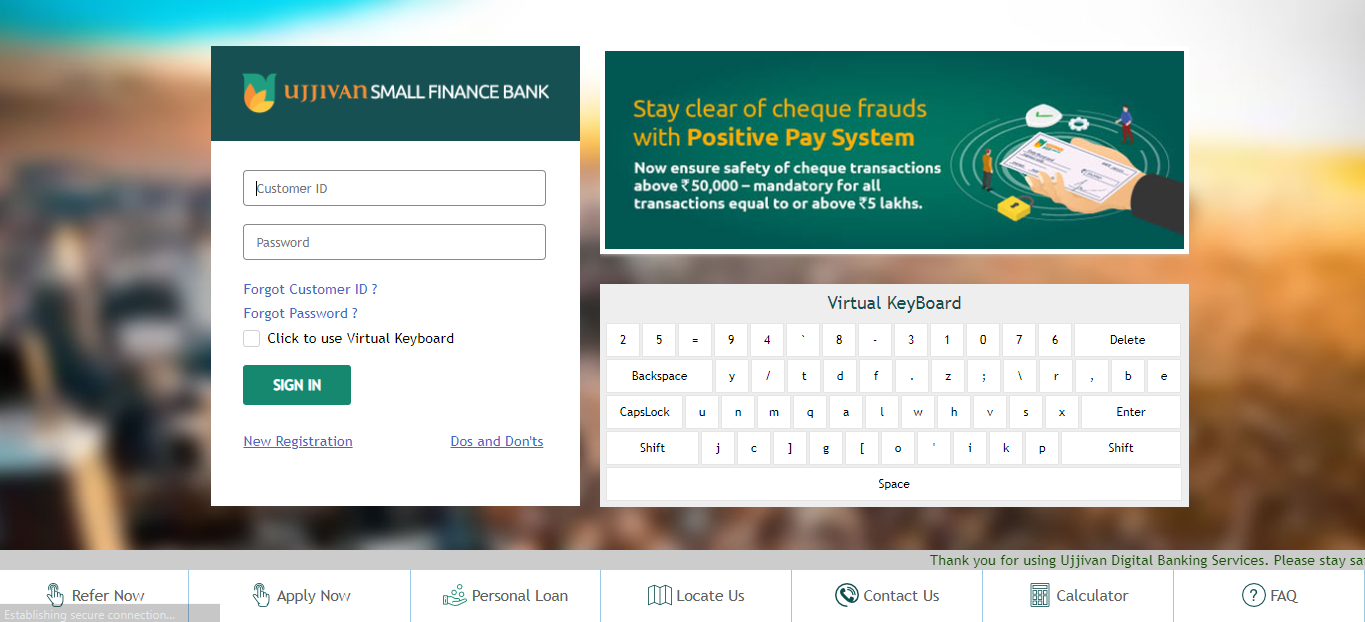 UJJIVAN SMALL FINANCE BANK
Customer ID
Password
Forgot Customer ID ?
Forgot Password ?
Click to use Virtual Keyboard
SIGN IN
New Registration Dos and Don'ts
Stay clear of cheque frauds
with Positive Pay System
Now ensure safety of cheque transactions
above ₹50,000 – mandatory for all
transactions equal to or above ₹5 lakhs.
Virtual KeyBoard
2 5 = 9 4 ` 8 - 3 1 0 7 6 Delete
Backspace y / t d f . z ; \ r , b e
CapsLock u n m q a l w h v s x Enter
Shift j c ] g [ o ' i k p Shift
Space
Thank you for using Ujjivan Digital Banking Services. Please stay sa
Refer Now Apply Now Personal Loan Locate Us Contact Us Calculator FAQ
Establishing secure connection...